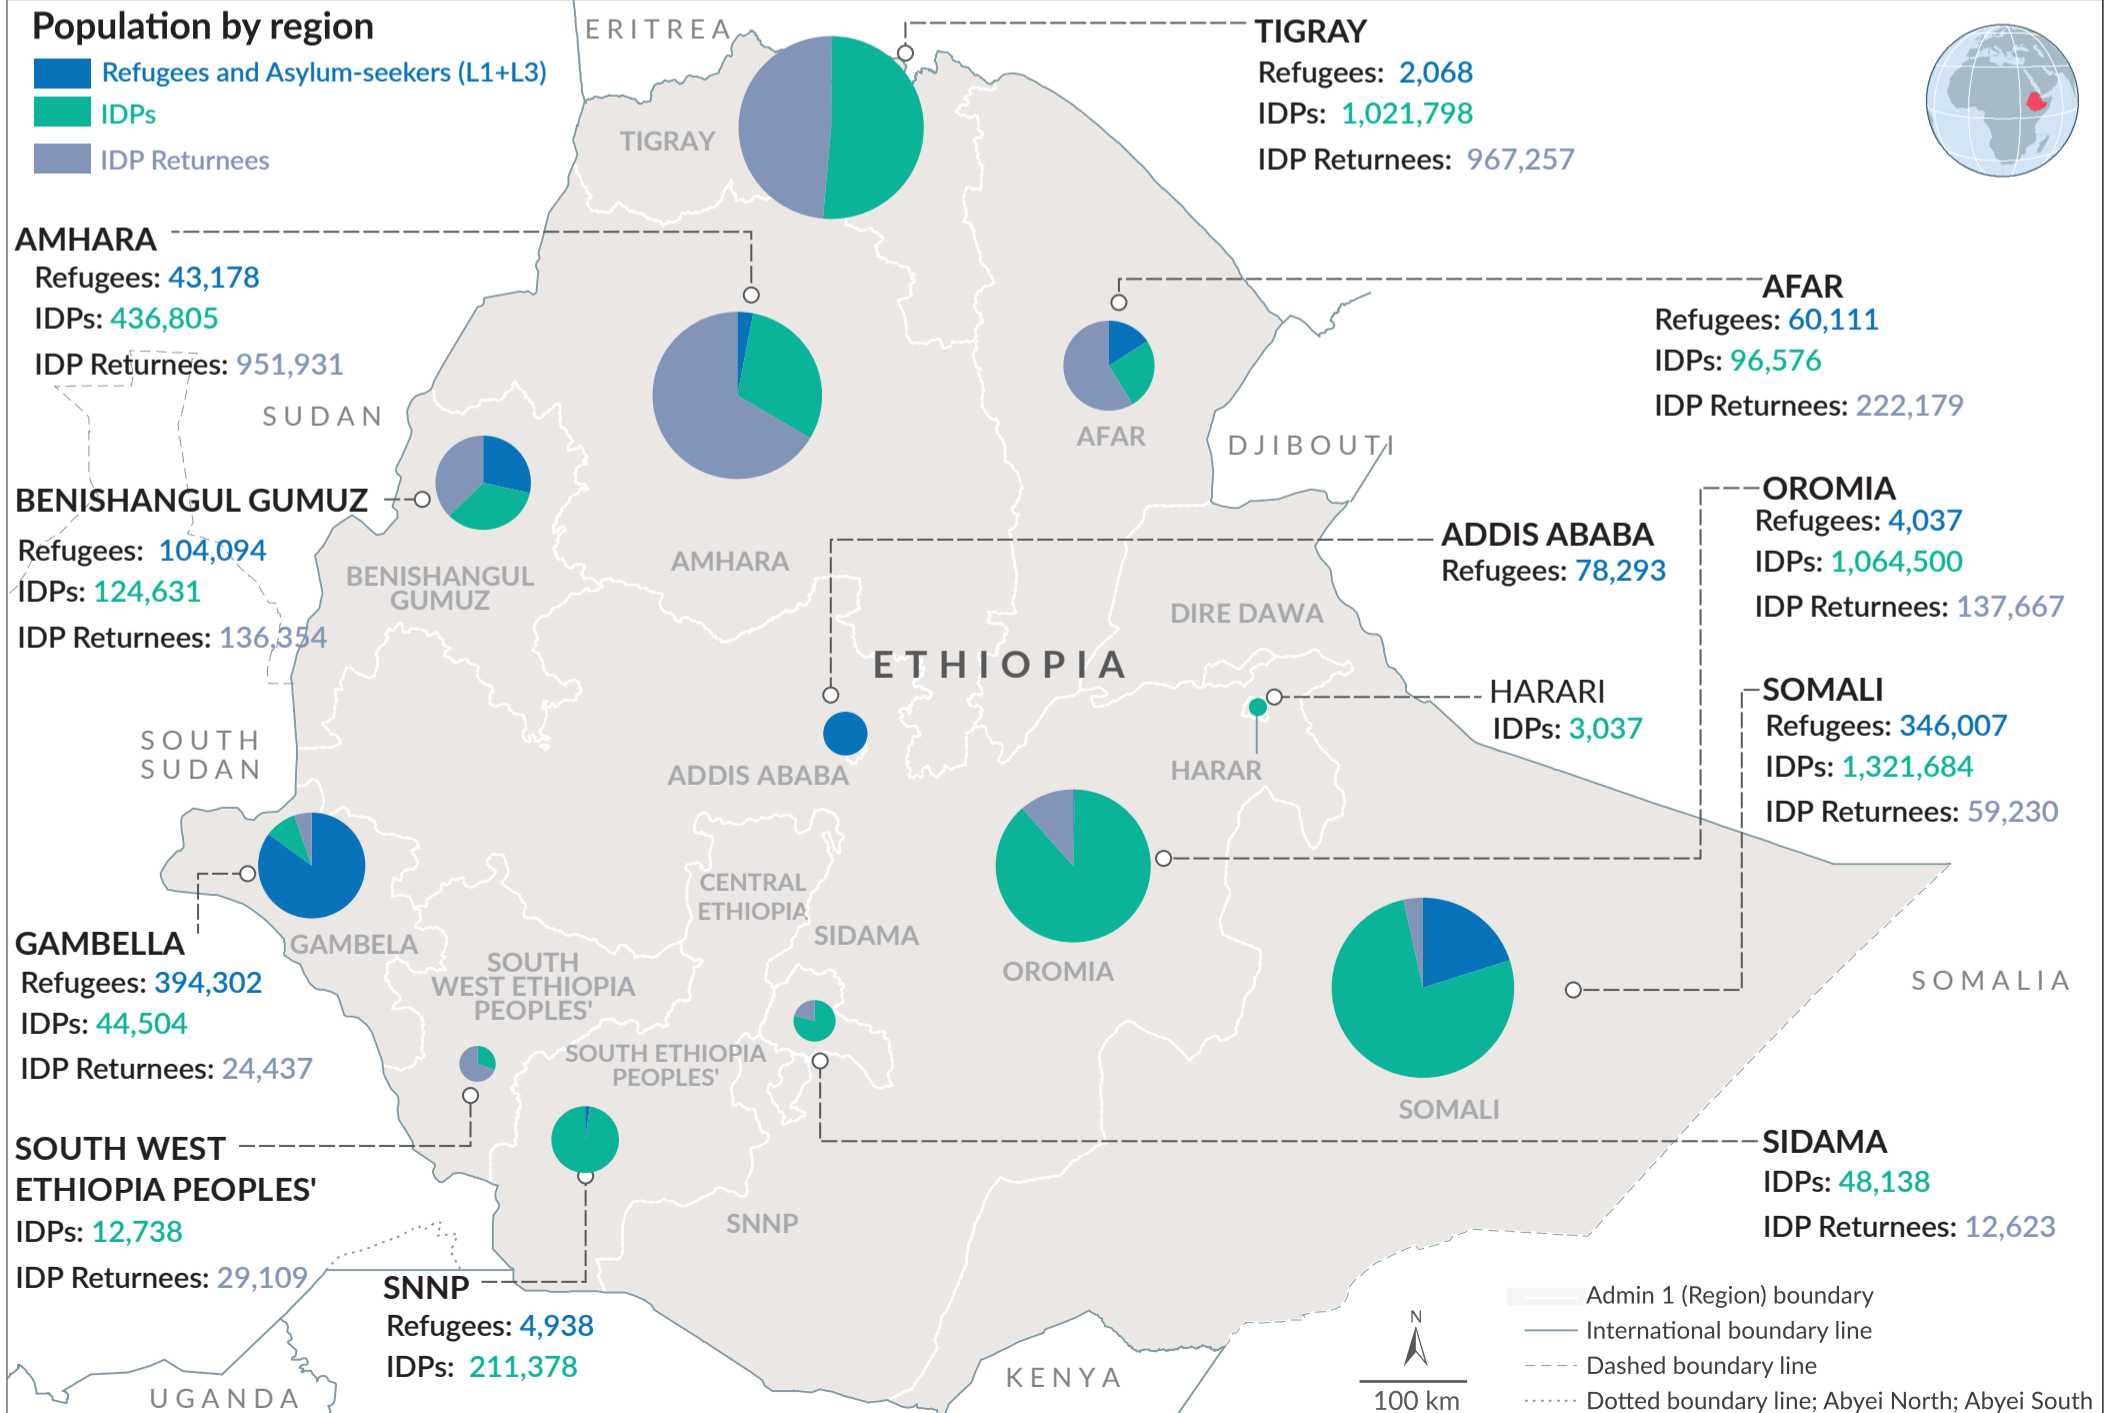 Population by region
Refugees and Asylum-seekers (L1+L3)
IDPs
IDP Returnees
ERITREA
TIGRAY
TIGRAY
Refugees: 2,068
IDPs: 1,021,798
IDP Returnees: 967,257
AMHARA
Refugees: 43,178
IDPs: 436,805
IDP Returnees: 951,931
SUDAN
AFAR
Refugees: 60,111
IDPs: 96,576
IDP Returnees: 222,179
AFAR
DJIBOUTI
BENISHANGUL GUMUZ
Refugees: 104,094
IDPs: 124,631
IDP Returnees: 136,354
BENISHANGUL
GUMUZ
AMHARA
ADDIS ABABA
Refugees: 78,293
OROMIA
Refugees: 4,037
IDPs: 1,064,500
IDP Returnees: 137,667
DIRE DAWA
ETHIOPIA
HARARI
IDPs: 3,037
SOMALI
Refugees: 346,007
IDPs: 1,321,684
IDP Returnees: 59,230
SOUTH
SUDAN
ADDIS ABABA
HARAR
CENTRAL
ETHIOPIA
SIDAMA
GAMBELLA
Refugees: 394,302
IDPs: 44,504
IDP Returnees: 24,437
GAMBELA
SOUTH
WEST ETHIOPIA
PEOPLES'
OROMIA
SOMALIA
SOUTH ETHIOPIA
PEOPLES'
SOMALI
SOUTH WEST
ETHIOPIA PEOPLES'
IDPs: 12,738
IDP Returnees: 29,109
SIDAMA
IDPs: 48,138
IDP Returnees: 12,623
SNNP
SNNP
Refugees: 4,938
IDPs: 211,378
UGANDA
KENYA
N
100 km
Admin 1 (Region) boundary
International boundary line
Dashed boundary line
Dotted boundary line; Abyei North; Abyei South